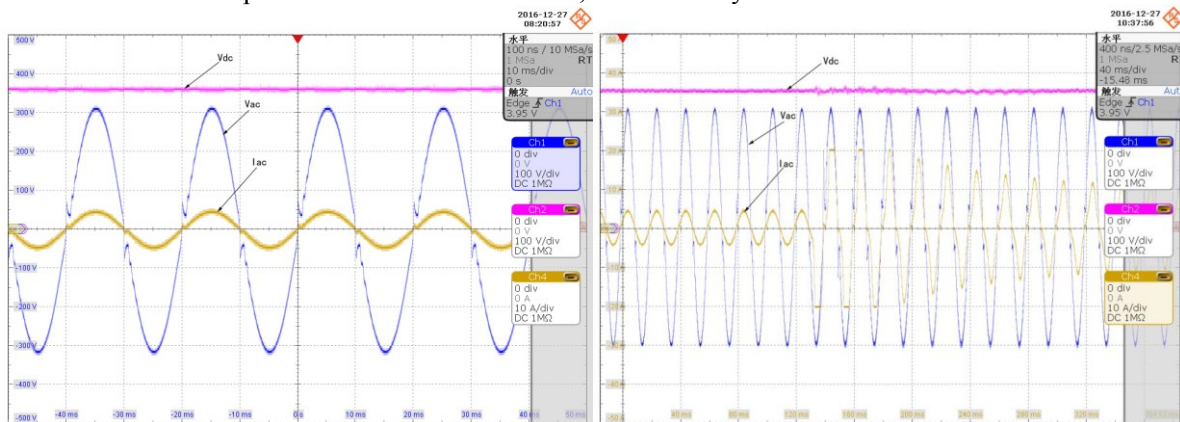 2016-12-27
08:20:57
水平
100 ns / 10 MSa/s
1 MSa RT
10 ms/div
0 s
触发 Auto
Edge Ch1
3.95 V
Ch1
0 div
0 V
100 V/div
DC 1MΩ
Ch2
0 div
0 V
100 V/div
DC 1MΩ
Ch4
0 div
0 A
10 A/div
DC 1MΩ
500 V
400 V
300 V
200 V
100 V
-100 V
-200 V
-300 V
-400 V
-500 V
-40 ms
-30 ms
-20 ms
-10 ms
0 s
10 ms
20 ms
30 ms
40 ms
50 ms
Vdc
Vac
Iac
2016-12-27
10:37:56
水平
400 ns/2.5 MSa/s
1 MSa RT
40 ms/div
-15.48 ms
触发 Auto
Edge Ch1
3.95 V
Ch1
0 div
0 V
100 V/div
DC 1MΩ
Ch2
0 div
0 V
100 V/div
DC 1MΩ
Ch4
0 div
0 A
10 A/div
DC 1MΩ
40 ms
80 ms
120 ms
160 ms
200 ms
240 ms
280 ms
320 ms
Vdc
Vac
Iac